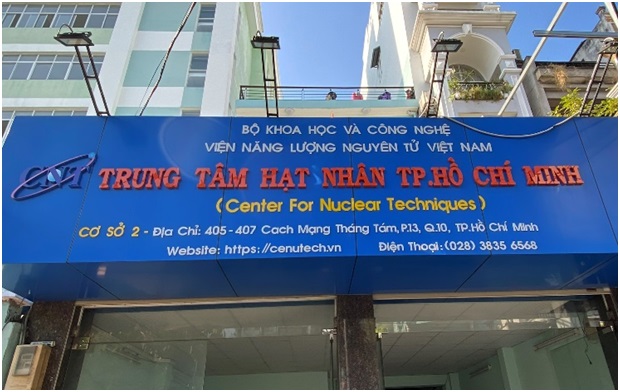 BỘ KHOA HỌC VÀ CÔNG NGHỆ
VIỆN NĂNG LƯỢNG NGUYÊN TỬ VIỆT NAM
CNT TRUNG TÂM HẠT NHÂN TP.HỒ CHÍ MINH
(Center For Nuclear Techniques)
CƠ SỞ 2 - Địa Chỉ: 405-407 Cach Mạng Tháng Tám, P.13, Q.10, TP.Hồ Chí Minh
Website: https://cenutech.vn Điện Thoại: (028) 3835 6568